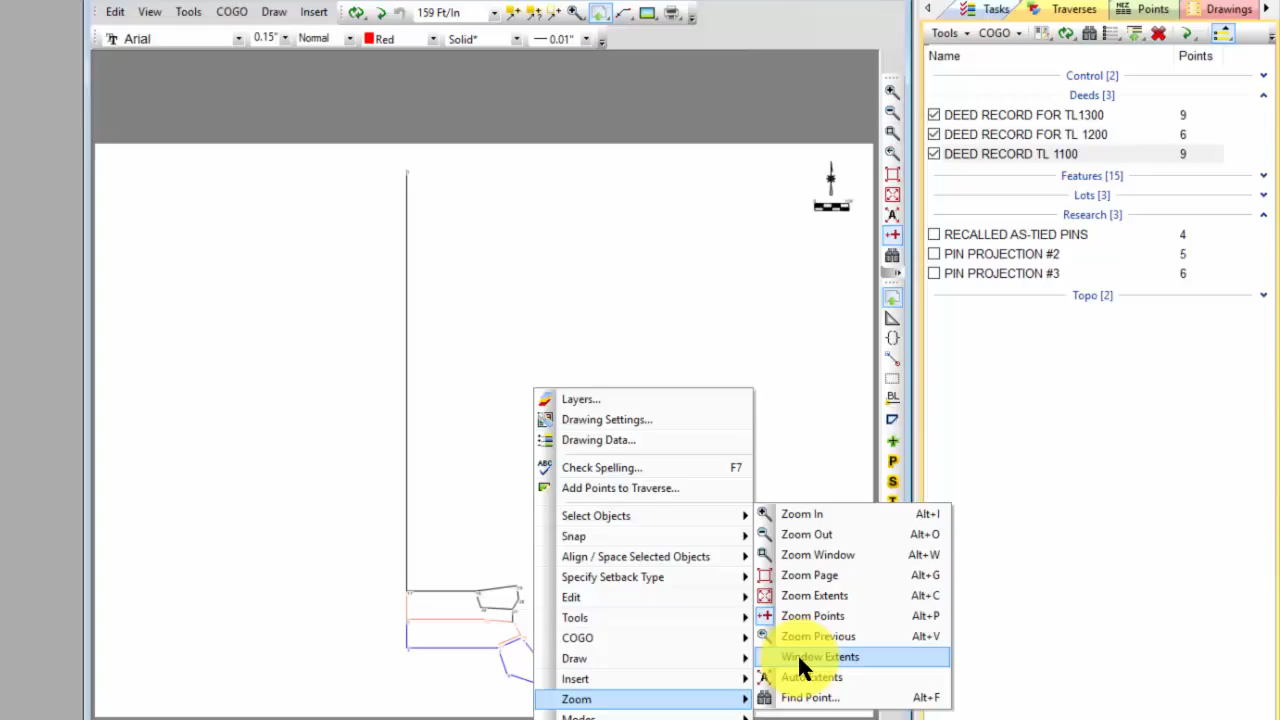 Edit View Tools COGO Draw Insert 159 Ft/In
Arial 0.15" Normal Red Solid* 0.01"
Tasks Traverses Points Drawings
Tools COGO
Name Points
Control [2]
Deeds [3]
DEED RECORD FOR TL1300 9
DEED RECORD FOR TL 1200 6
DEED RECORD TL 1100 9
Features [15]
Lots [3]
Research [3]
RECALLED AS-TIED PINS 4
PIN PROJECTION #2 5
PIN PROJECTION #3 6
Topo [2]
BL
P
S
Layers...
Drawing Settings...
Drawing Data...
ABC Check Spelling... F7
Add Points to Traverse...
Select Objects
Snap
Align / Space Selected Objects
Specify Setback Type
Edit
Tools
COGO
Draw
Insert
Zoom
Modes
Zoom In Alt+I
Zoom Out Alt+O
Zoom Window Alt+W
Zoom Page Alt+G
Zoom Extents Alt+C
Zoom Points Alt+P
Zoom Previous Alt+V
Window Extents
Auto Extents
Find Point... Alt+F